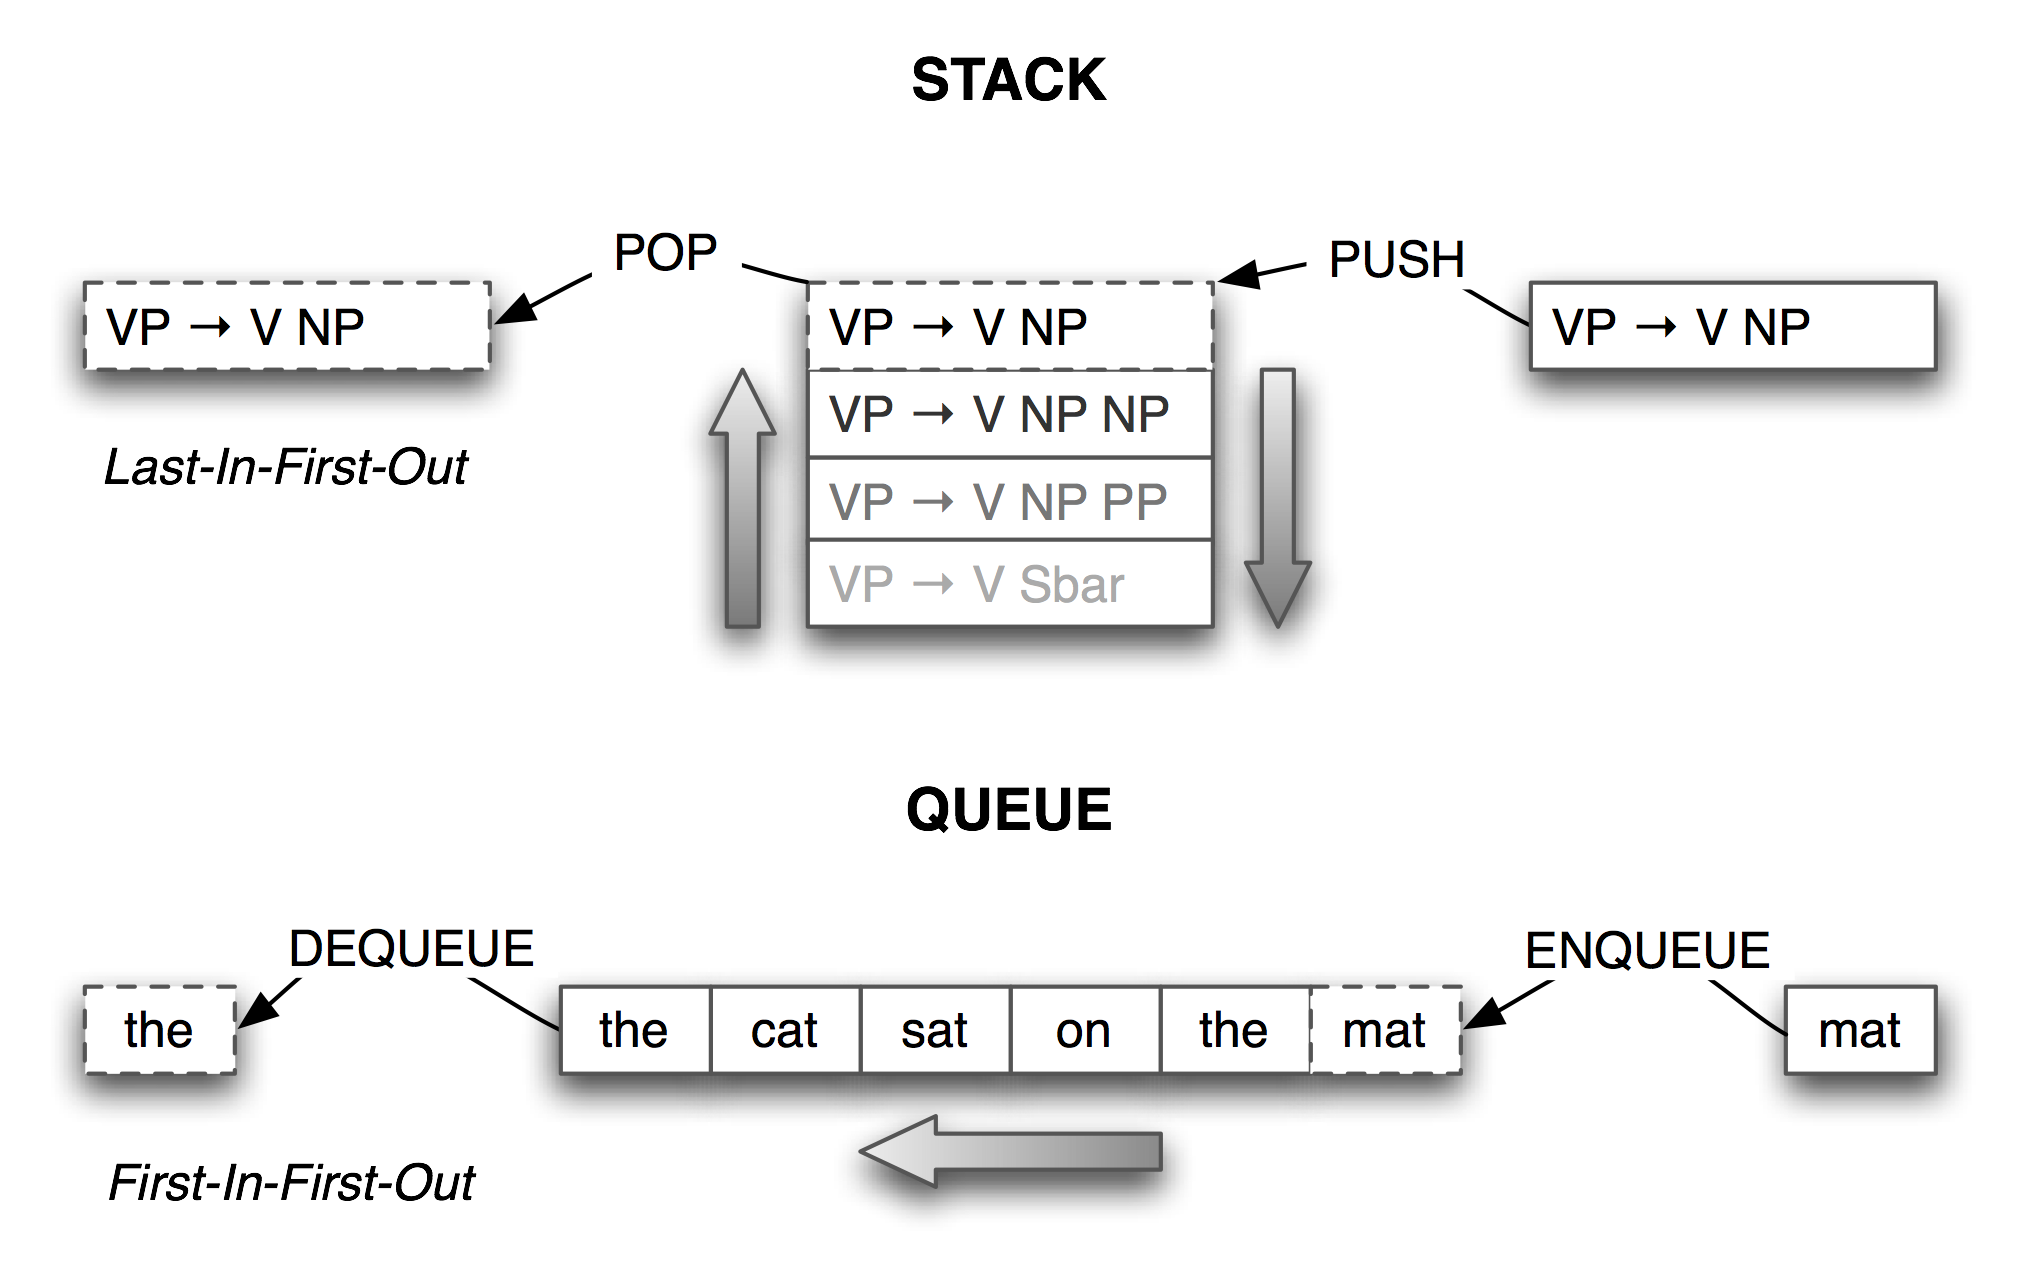 STACK
POP
PUSH
VP → V NP
VP → V NP
VP → V NP
VP → V NP NP
Last-In-First-Out
VP → V NP PP
VP → V Sbar
QUEUE
DEQUEUE
ENQUEUE
the
the cat sat on the mat
mat
First-In-First-Out